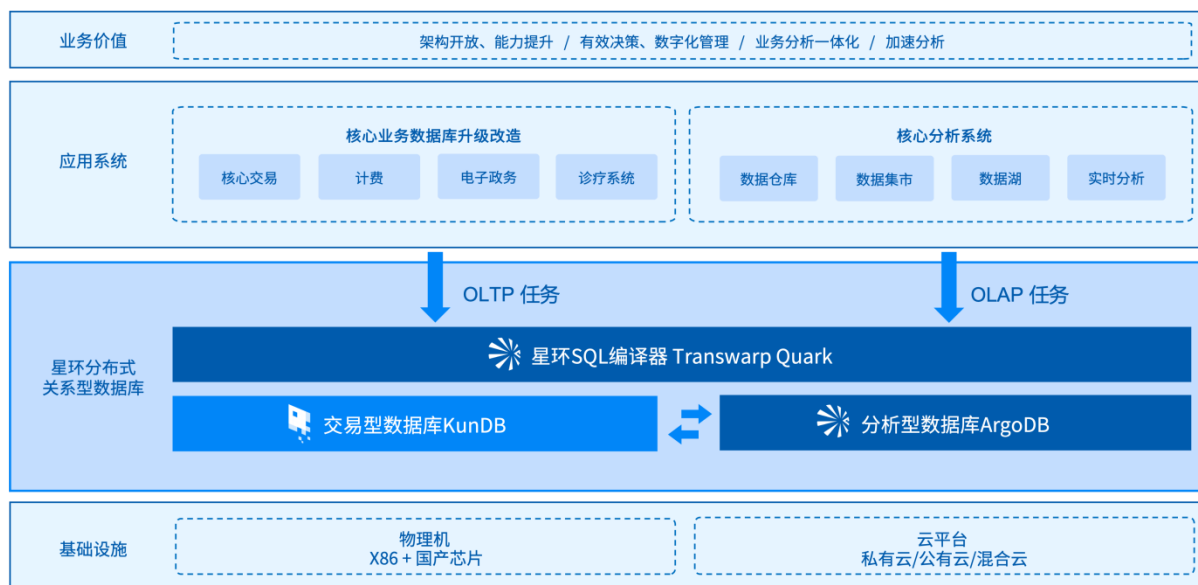 业务价值
架构开放、能力提升 / 有效决策、数字化管理 / 业务分析一体化 / 加速分析
应用系统
核心业务数据库升级改造
核心交易
计费
电子政务
诊疗系统
核心分析系统
数据仓库
数据集市
数据湖
实时分析
OLTP 任务
OLAP 任务
星环分布式
关系型数据库
星环SQL编译器 Transwarp Quark
交易型数据库KunDB
分析型数据库ArgoDB
基础设施
物理机
X86 + 国产芯片
云平台
私有云/公有云/混合云